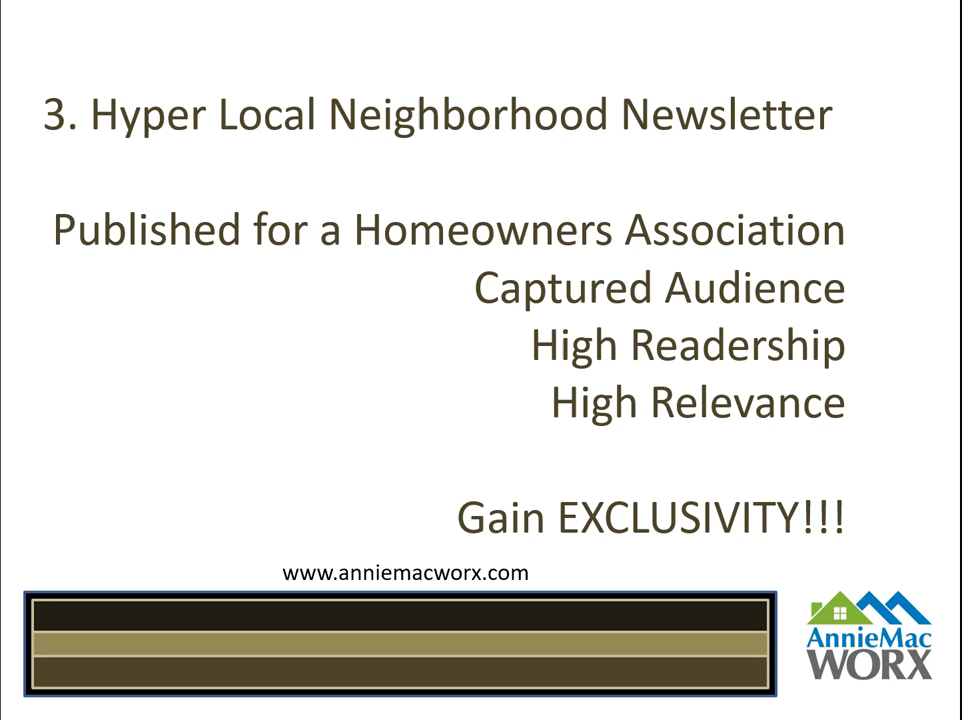 3. Hyper Local Neighborhood Newsletter
Published for a Homeowners Association
Captured Audience
High Readership
High Relevance
Gain EXCLUSIVITY!!!
www.anniemacworx.com
AnnieMac
WORX